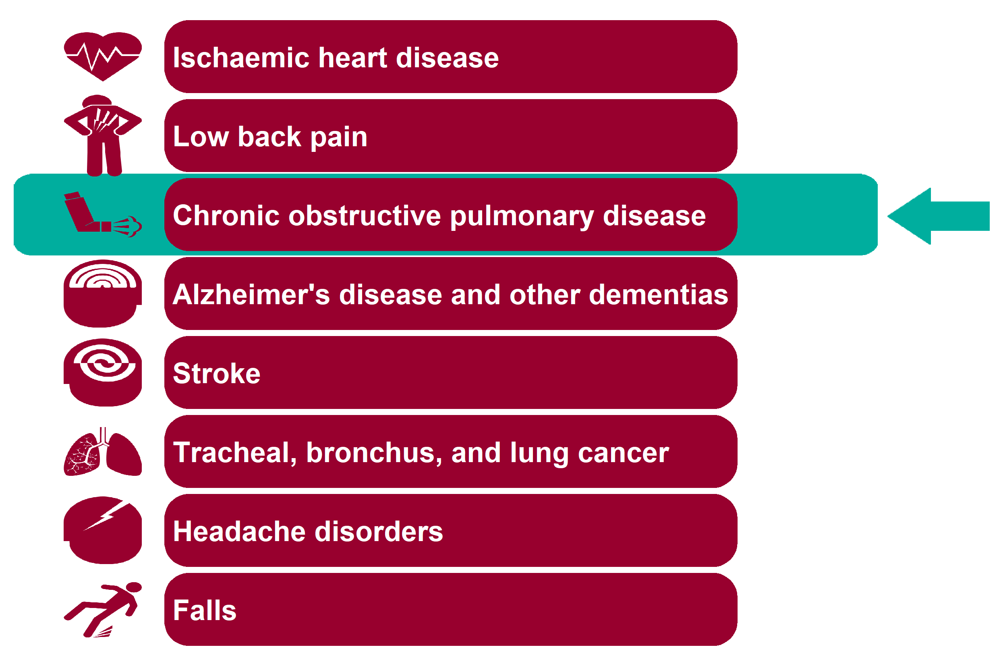 Ischaemic heart disease
Low back pain
Chronic obstructive pulmonary disease
Alzheimer's disease and other dementias
Stroke
Tracheal, bronchus, and lung cancer
Headache disorders
Falls